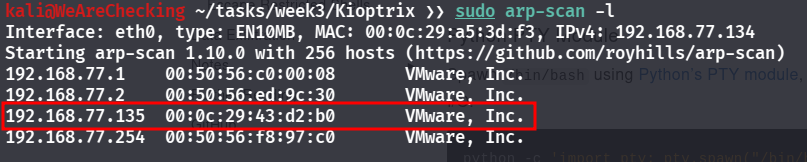 kali@WeAreChecking ~/tasks/week3/Kioptrix ❯❯ sudo arp-scan -l
Interface: eth0, type: EN10MB, MAC: 00:0c:29:a5:3d:f3, IPv4: 192.168.77.134
Starting arp-scan 1.10.0 with 256 hosts (https://github.com/royhills/arp-scan)
192.168.77.1 00:50:56:c0:00:08 VMware, Inc.
192.168.77.2 00:50:56:ed:9c:30 VMware, Inc.
192.168.77.135 00:0c:29:43:d2:b0 VMware, Inc.
192.168.77.254 00:50:56:f8:97:c0 VMware, Inc.
using Python's PTY module,